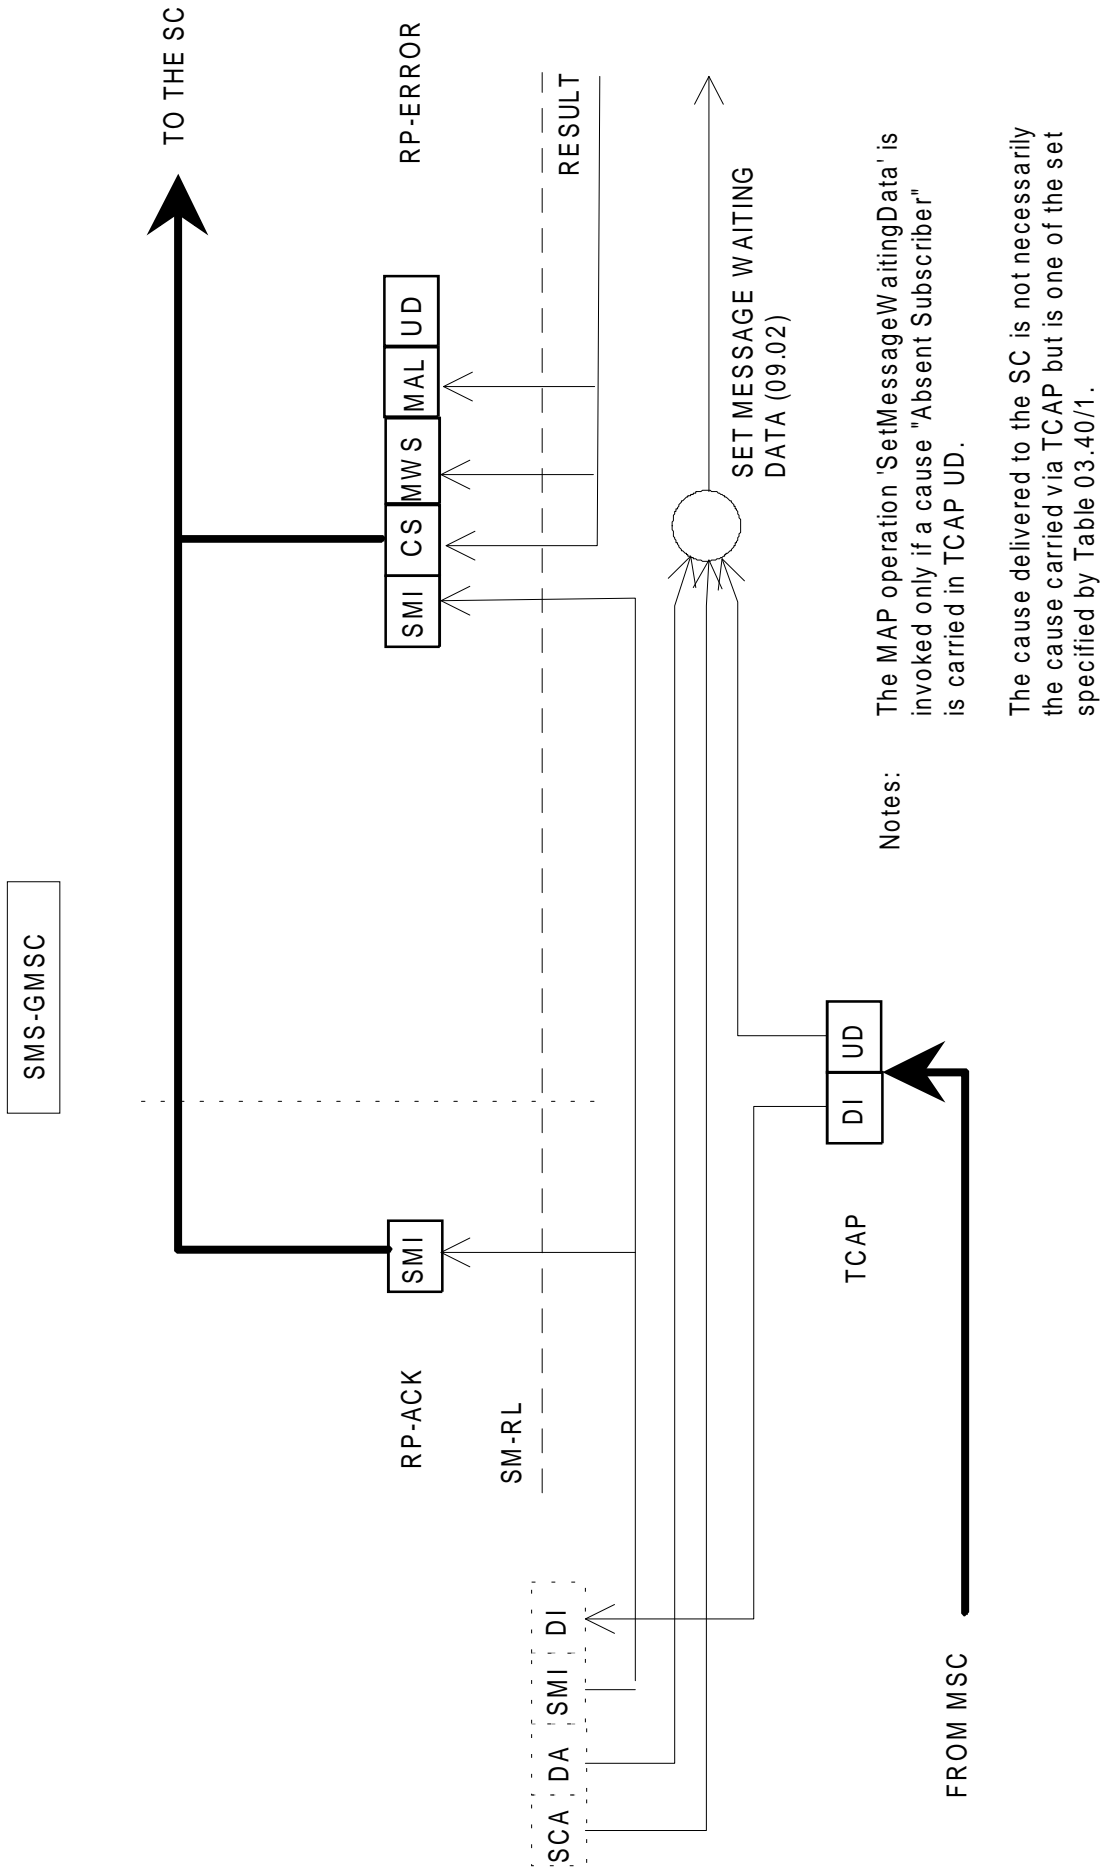 SMS-GMSC
TO THE SC
RP-ACK
SMI
SMI
CS
MWS
MAL
UD
RP-ERROR
SM-RL
RESULT
SCA
DA
SMI
DI
SET MESSAGE WAITING
DATA (09.02)
TCAP
DI
UD
FROM MSC
Notes:
The MAP operation 'SetMessageWaitingData' is
invoked only if a cause "Absent Subscriber"
is carried in TCAP UD.
The cause delivered to the SC is not necessarily
the cause carried via TCAP but is one of the set
specified by Table 03.40/1.